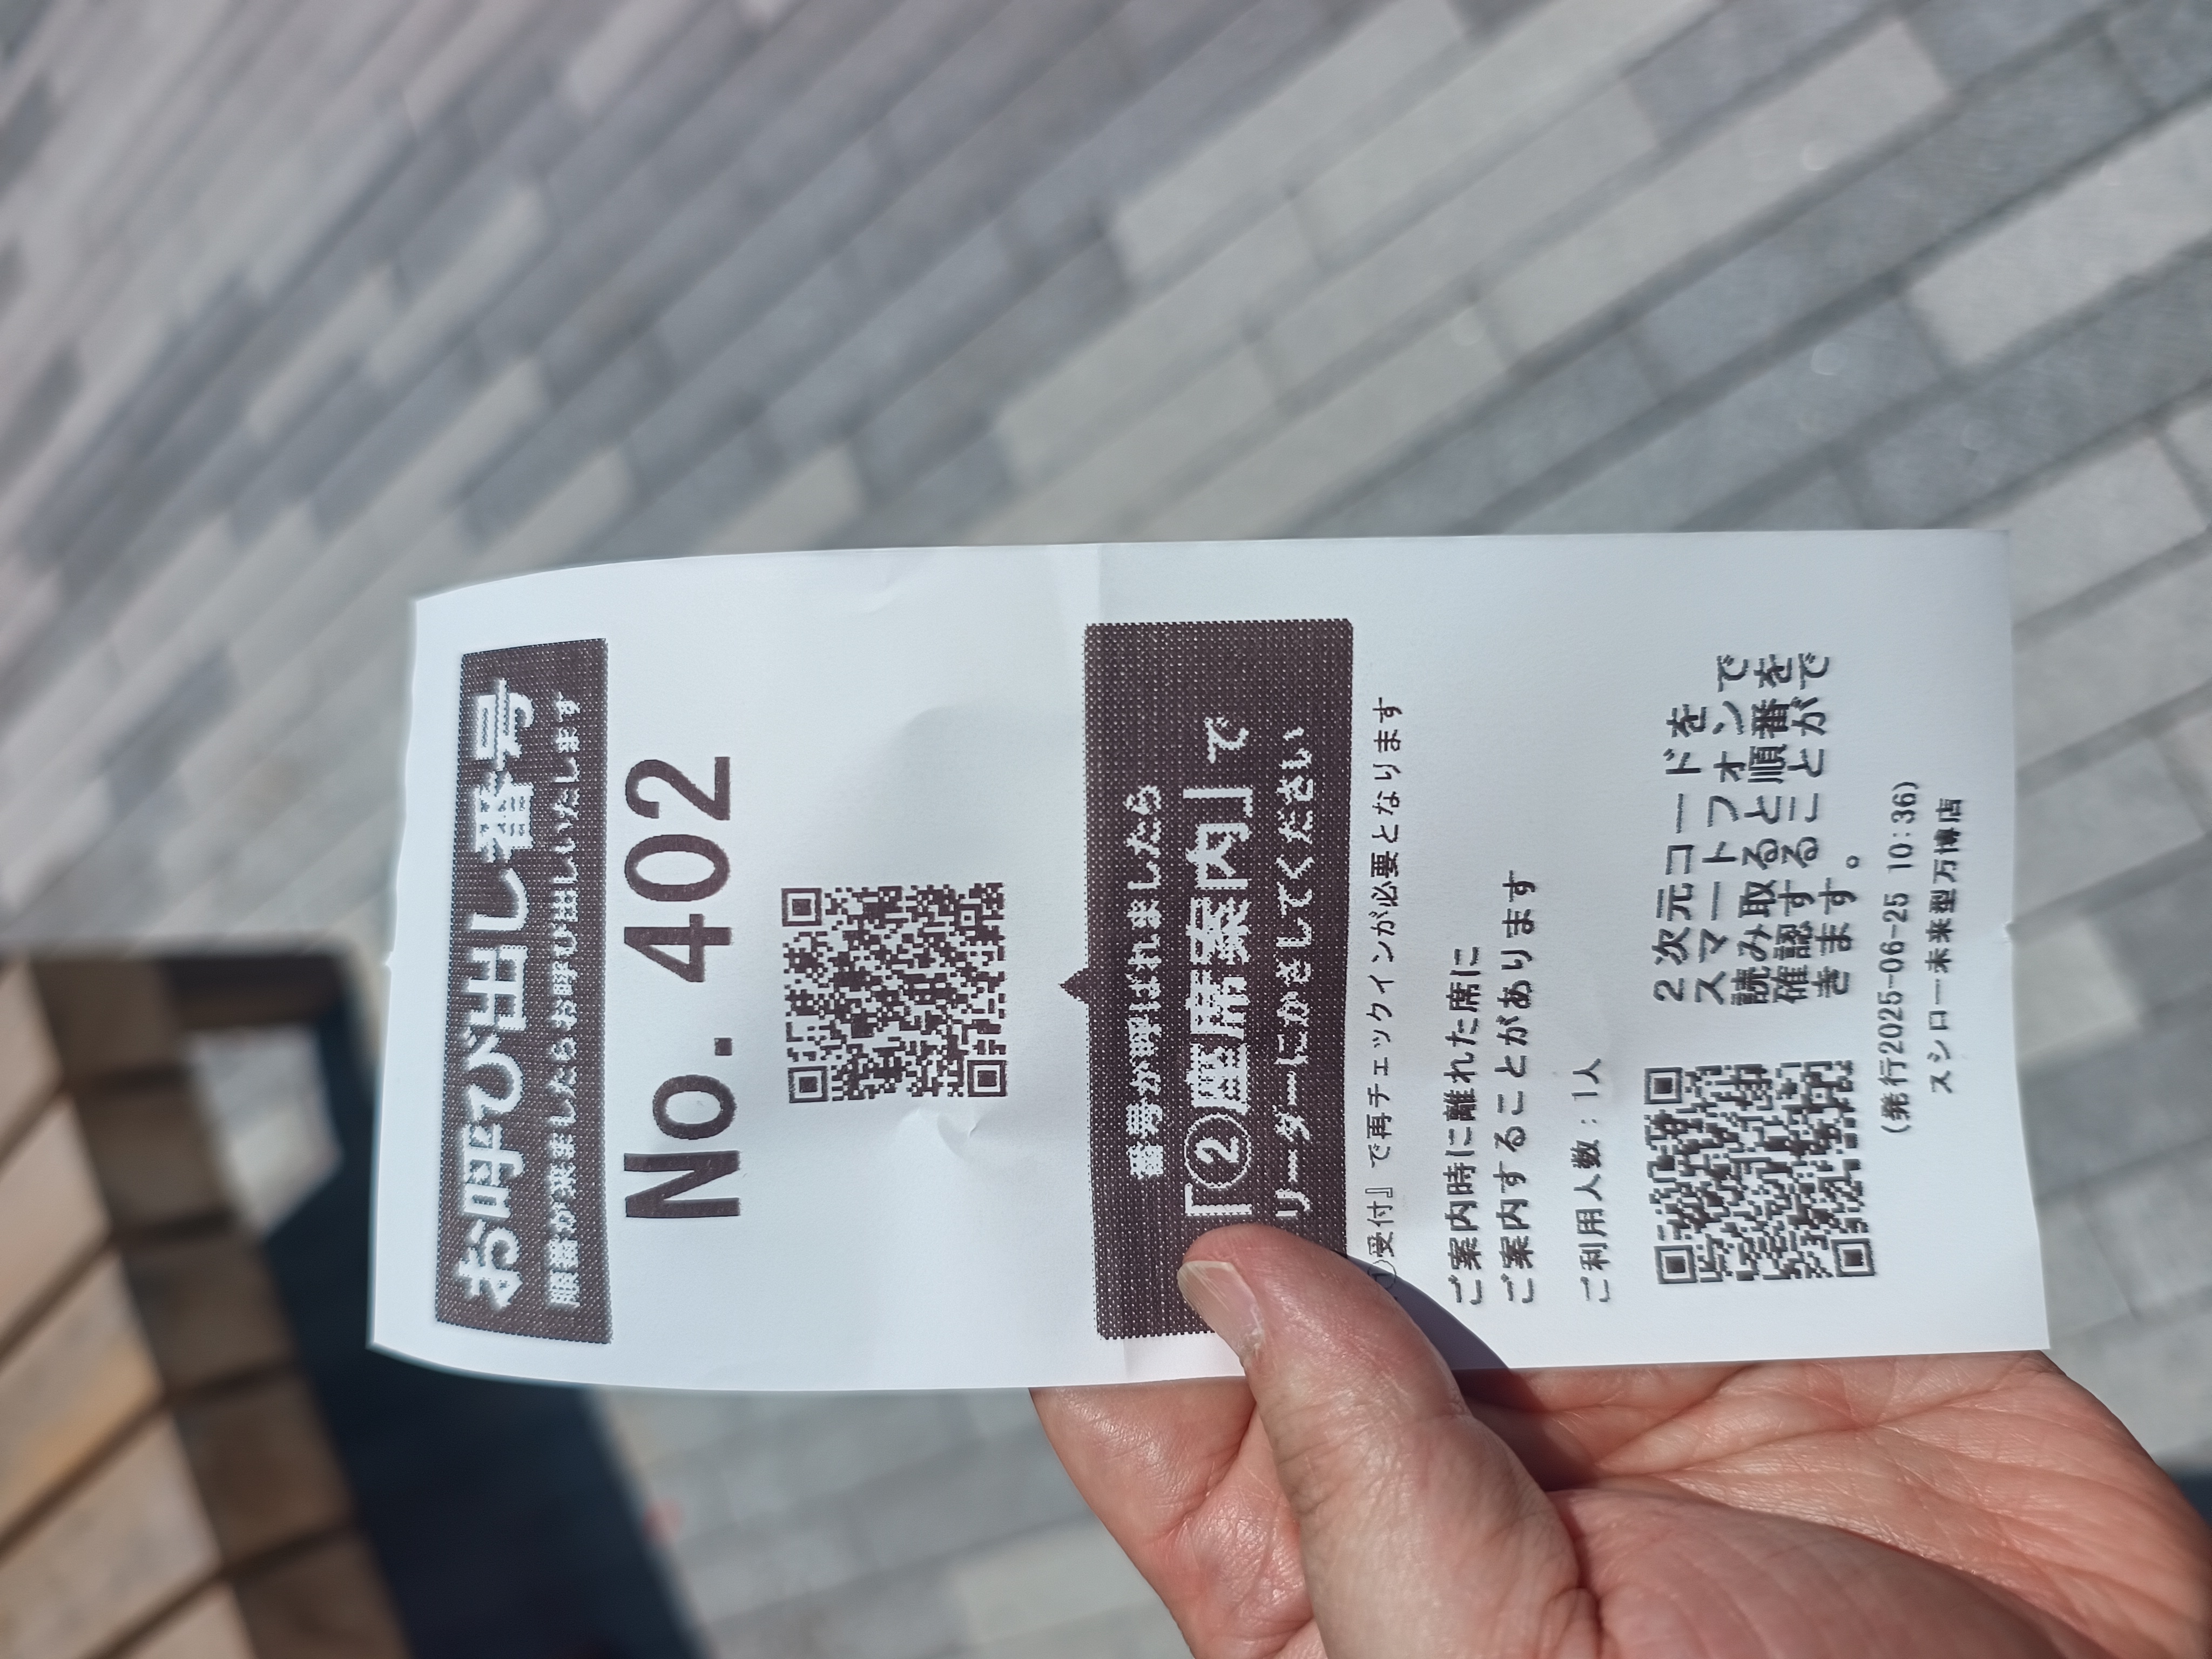 お呼び出し番号
順番が来ましたらお呼び出しいたします
No. 402
番号が呼ばれましたら
「②座席案内」で
リーダーにかざしてください
①受付』で再チェックインが必要となります
ご案内時に離れた席に
ご案内することがあります
ご利用人数: 1人
2次元コードを
スマートフォンで
読み取ると順番を
確認することがで
きます。
(発行2025-06-25 10:36)
スシロー未来型万博店